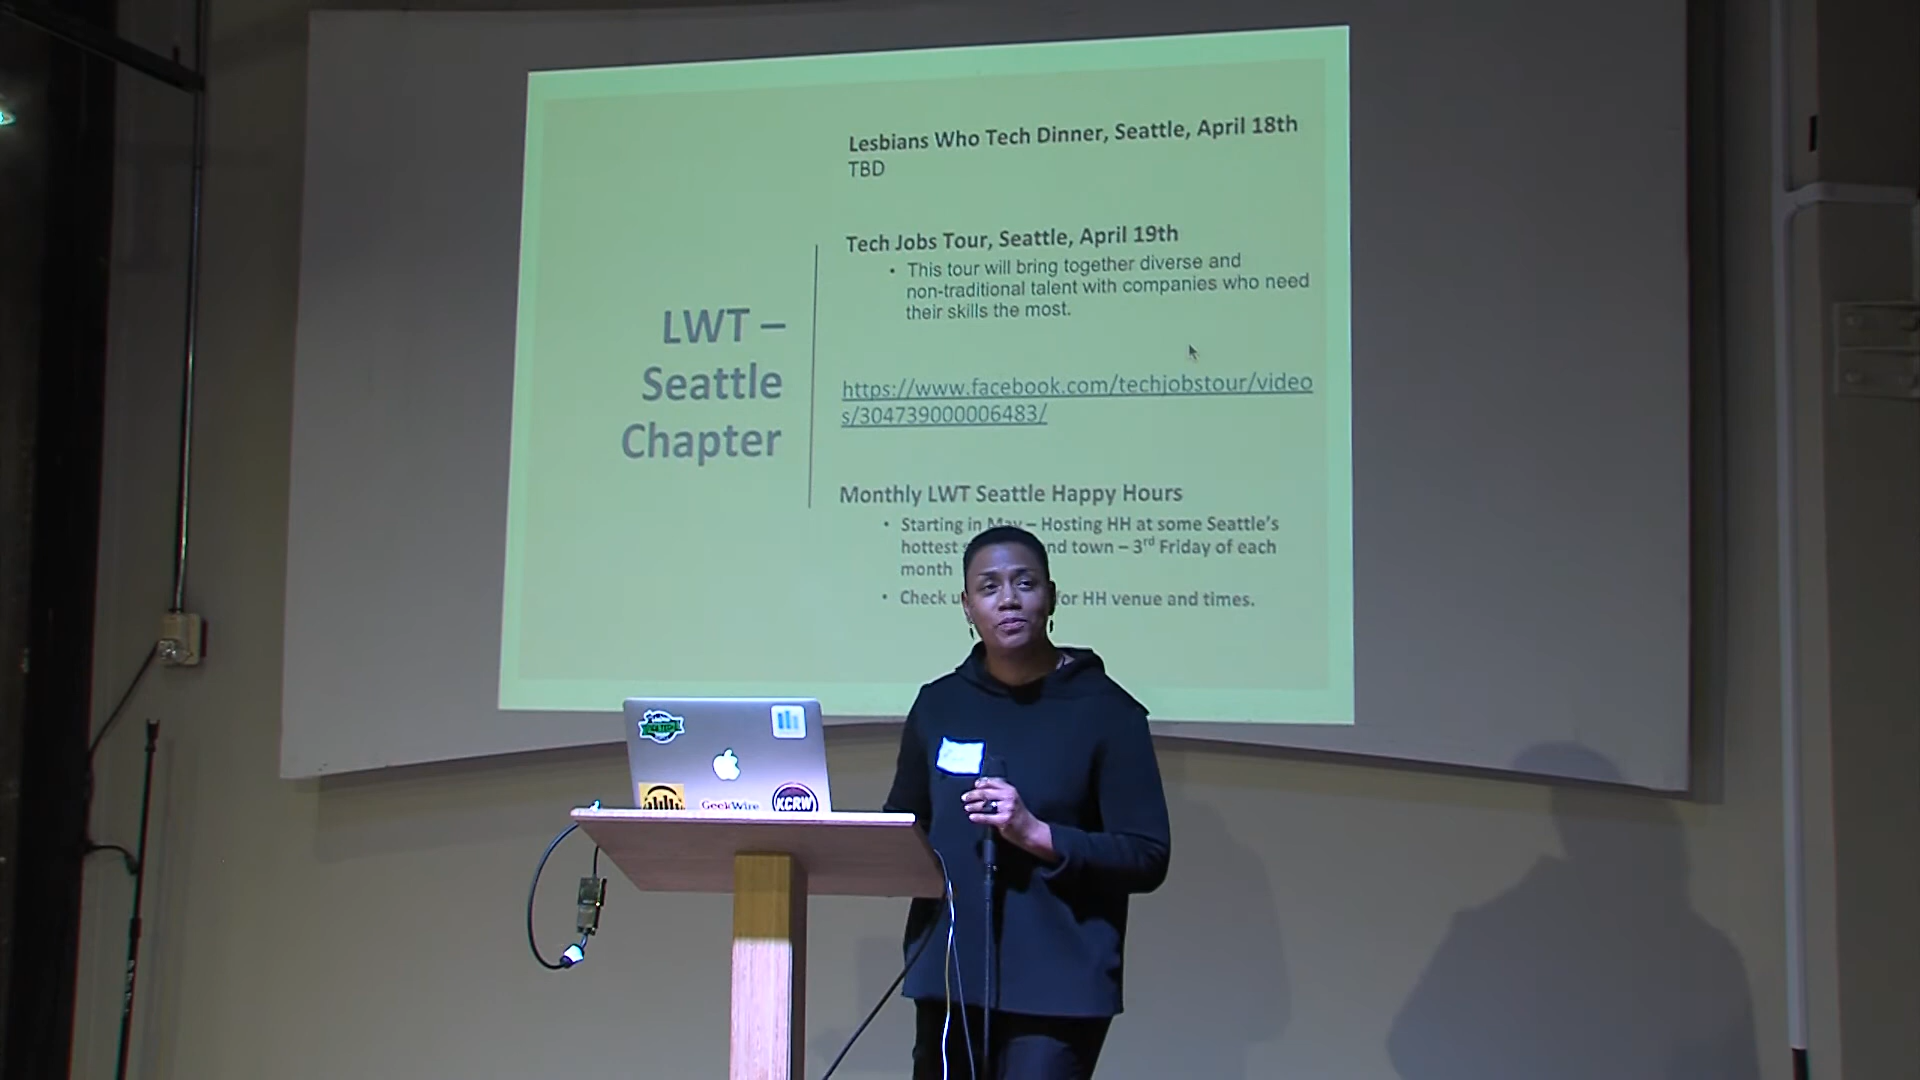 Lesbians Who Tech Dinner, Seattle, April 18th
TBD
Tech Jobs Tour, Seattle, April 19th
• This tour will bring together diverse and
non-traditional talent with companies who need
their skills the most.
LWT –
Seattle
Chapter
https://www.facebook.com/techjobstour/video
s/304739000006483/
Monthly LWT Seattle Happy Hours
• Starting in May – Hosting HH at some Seattle's
hottest nd town – 3rd Friday of each
month
• Check for HH venue and times.
GeekWire
KCRW